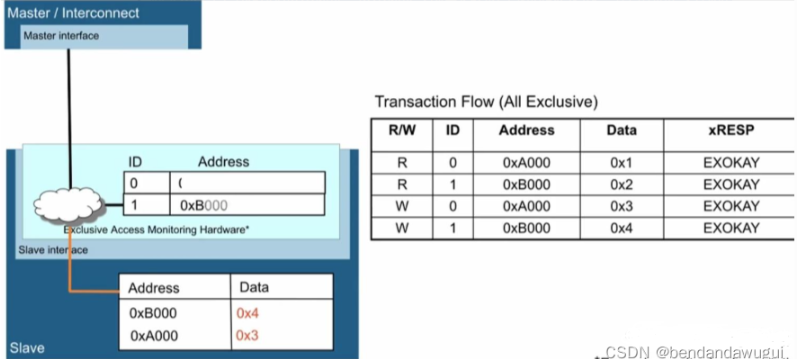 Master / Interconnect
Master interface
Transaction Flow (All Exclusive)
R/W ID Address Data xRESP
R 0 0xA000 0x1 EXOKAY
R 1 0xB000 0x2 EXOKAY
W 0 0xA000 0x3 EXOKAY
W 1 0xB000 0x4 EXOKAY
ID Address
0 (
1 0xB000
Exclusive Access Monitoring Hardware*
Slave interface
Address Data
0xB000 0x4
0xA000 0x3
Slave
CSDN @bendandawugui